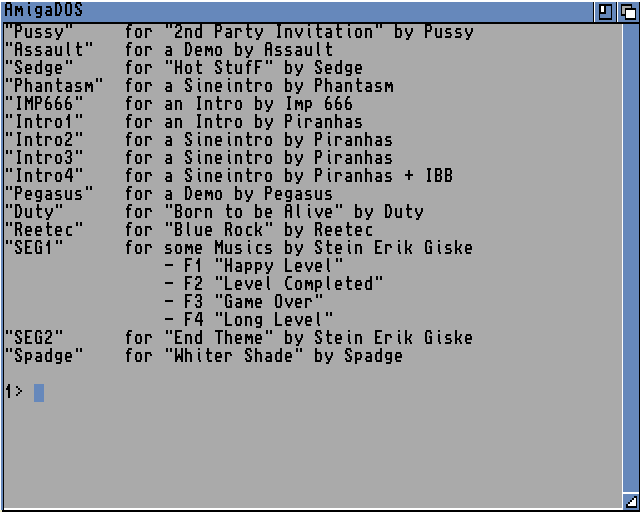 AmigaDOS
"Pussy"    for "2nd Party Invitation" by Pussy
"Assault"  for a Demo by Assault
"Sedge"    for "Hot StufF" by Sedge
"Phantasm" for a Sineintro by Phantasm
"IMP666"   for an Intro by Imp 666
"Intro1"   for an Intro by Piranhas
"Intro2"   for a Sineintro by Piranhas
"Intro3"   for a Sineintro by Piranhas
"Intro4"   for a Sineintro by Piranhas + IBB
"Pegasus"  for a Demo by Pegasus
"Duty"     for "Born to be Alive" by Duty
"Reetec"   for "Blue Rock" by Reetec
"SEG1"     for some Musics by Stein Erik Giske
- F1 "Happy Level"
- F2 "Level Completed"
- F3 "Game Over"
- F4 "Long Level"
"SEG2"     for "End Theme" by Stein Erik Giske
"Spadge"   for "Whiter Shade" by Spadge
1>